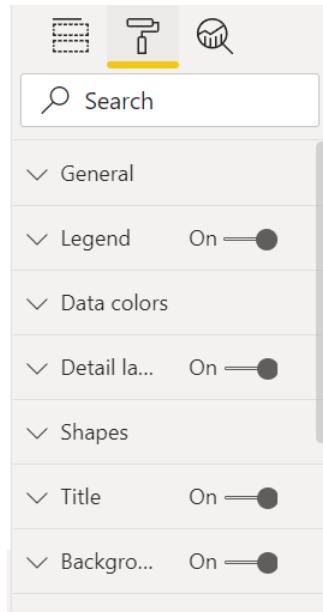 Search
General
Legend On
Data colors
Detail la... On
Shapes
Title On
Backgro... On